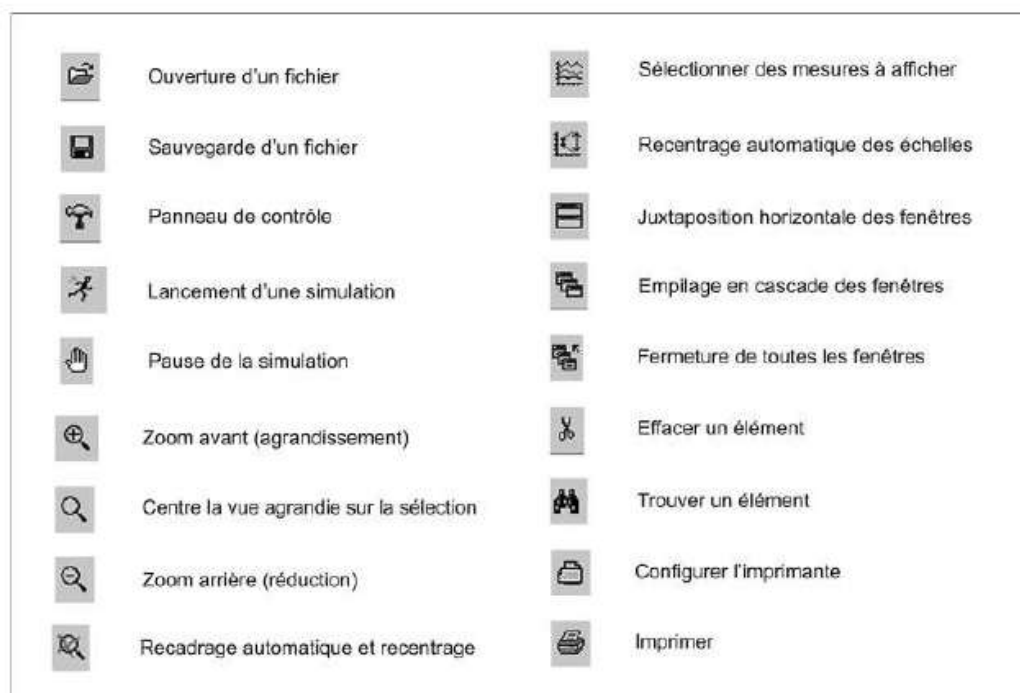 Ouverture d'un fichier
Sauvegarde d'un fichier
Panneau de contrôle
Lancement d'une simulation
Pause de la simulation
Zoom avant (agrandissement)
Centre la vue agrandie sur la sélection
Zoom arrière (réduction)
Recadrage automatique et recentrage
Sélectionner des mesures à afficher
Recentrage automatique des échelles
Juxtaposition horizontale des fenêtres
Empilage en cascade des fenêtres
Fermeture de toutes les fenêtres
Effacer un élément
Trouver un élément
Configurer l'imprimante
Imprimer